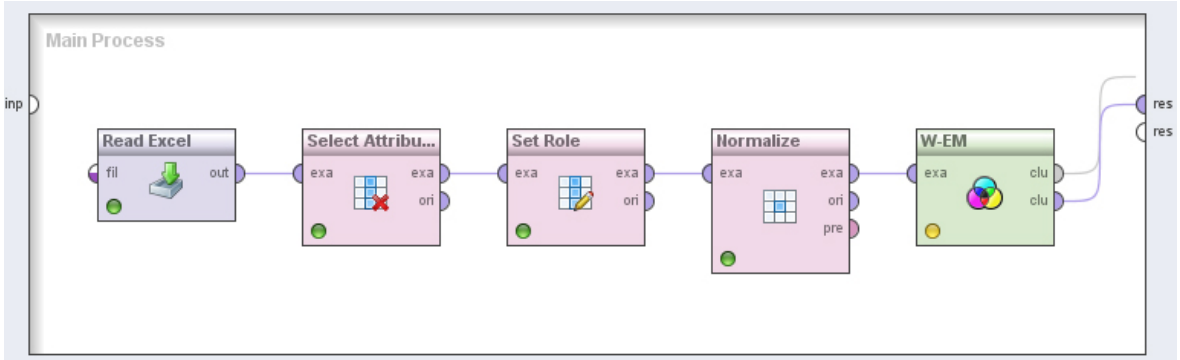 Main Process
inp
res
res
Read Excel
fil out
Select Attribu...
exa exa
ori
Set Role
exa exa
ori
Normalize
exa exa
ori
pre
W-EM
exa clu
clu